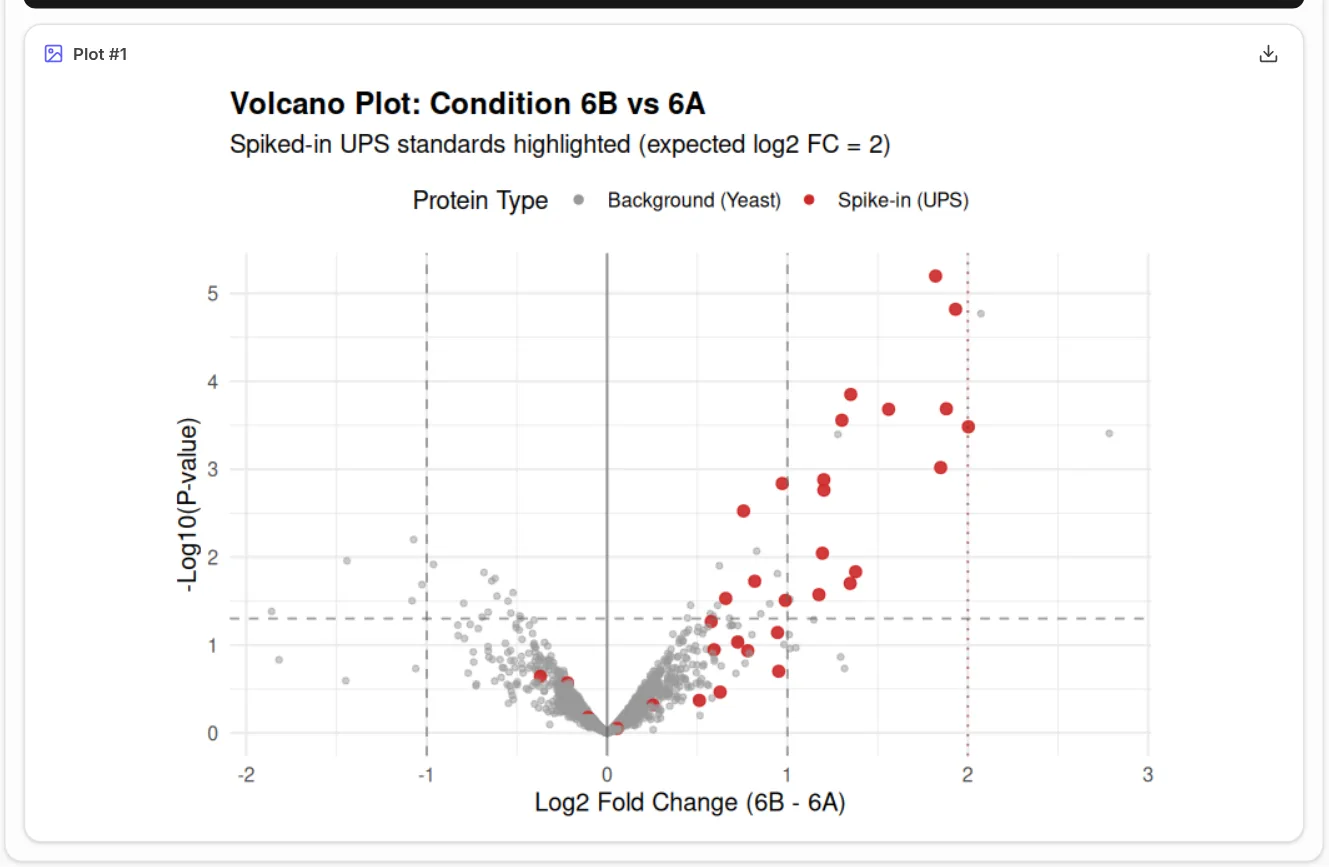 Plot #1
Volcano Plot: Condition 6B vs 6A
Spiked-in UPS standards highlighted (expected log2 FC = 2)
Protein Type Background (Yeast) Spike-in (UPS)
5
4
3
2
1
0
-Log10(P-value)
-2 -1 0 1 2 3
Log2 Fold Change (6B - 6A)